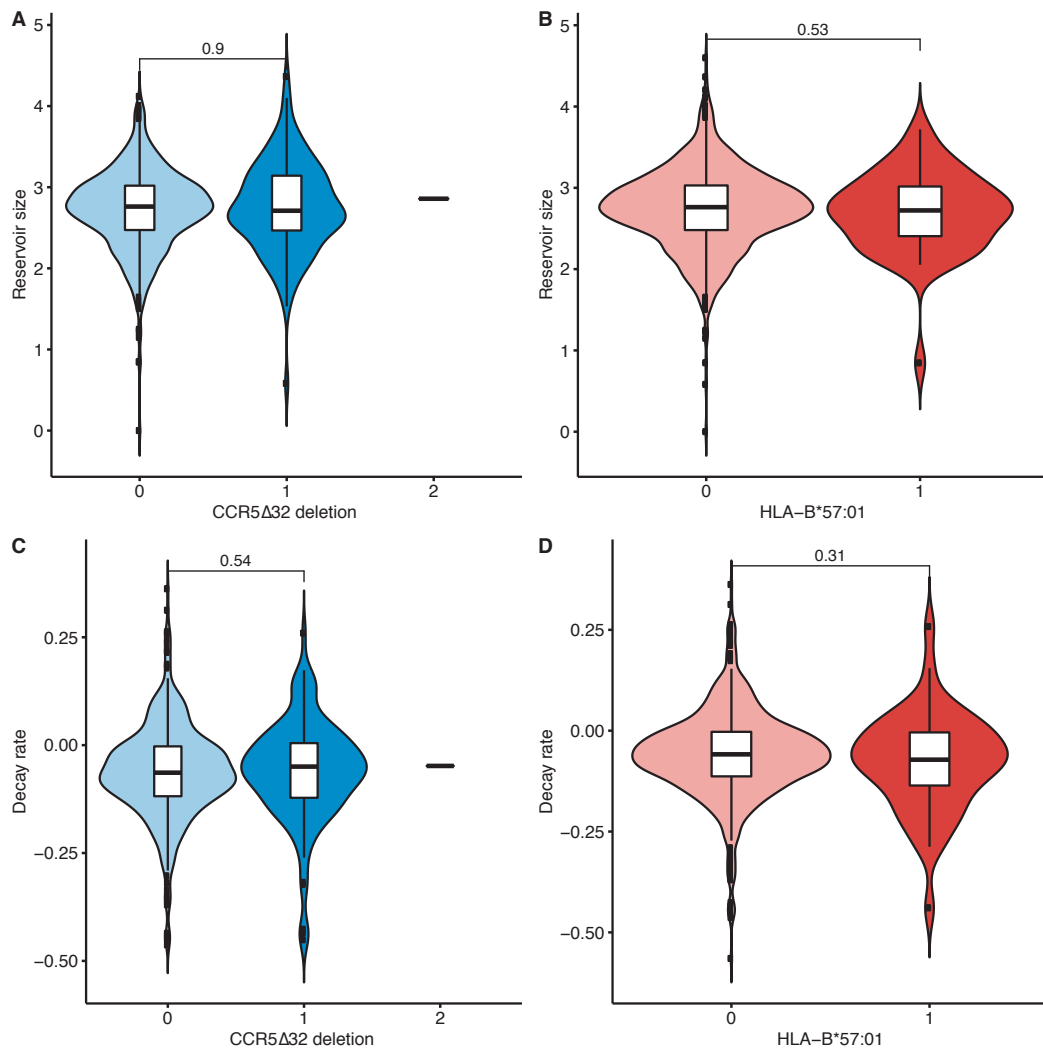 A
5
4
3
2
1
0
Reservoir size
0.9
0
1
2
CCR5Δ32 deletion
B
5
4
3
2
1
0
Reservoir size
0.53
0
1
HLA−B*57:01
C
0.25
0.00
−0.25
−0.50
Decay rate
0.54
0
1
2
CCR5Δ32 deletion
D
0.25
0.00
−0.25
−0.50
Decay rate
0.31
0
1
HLA−B*57:01